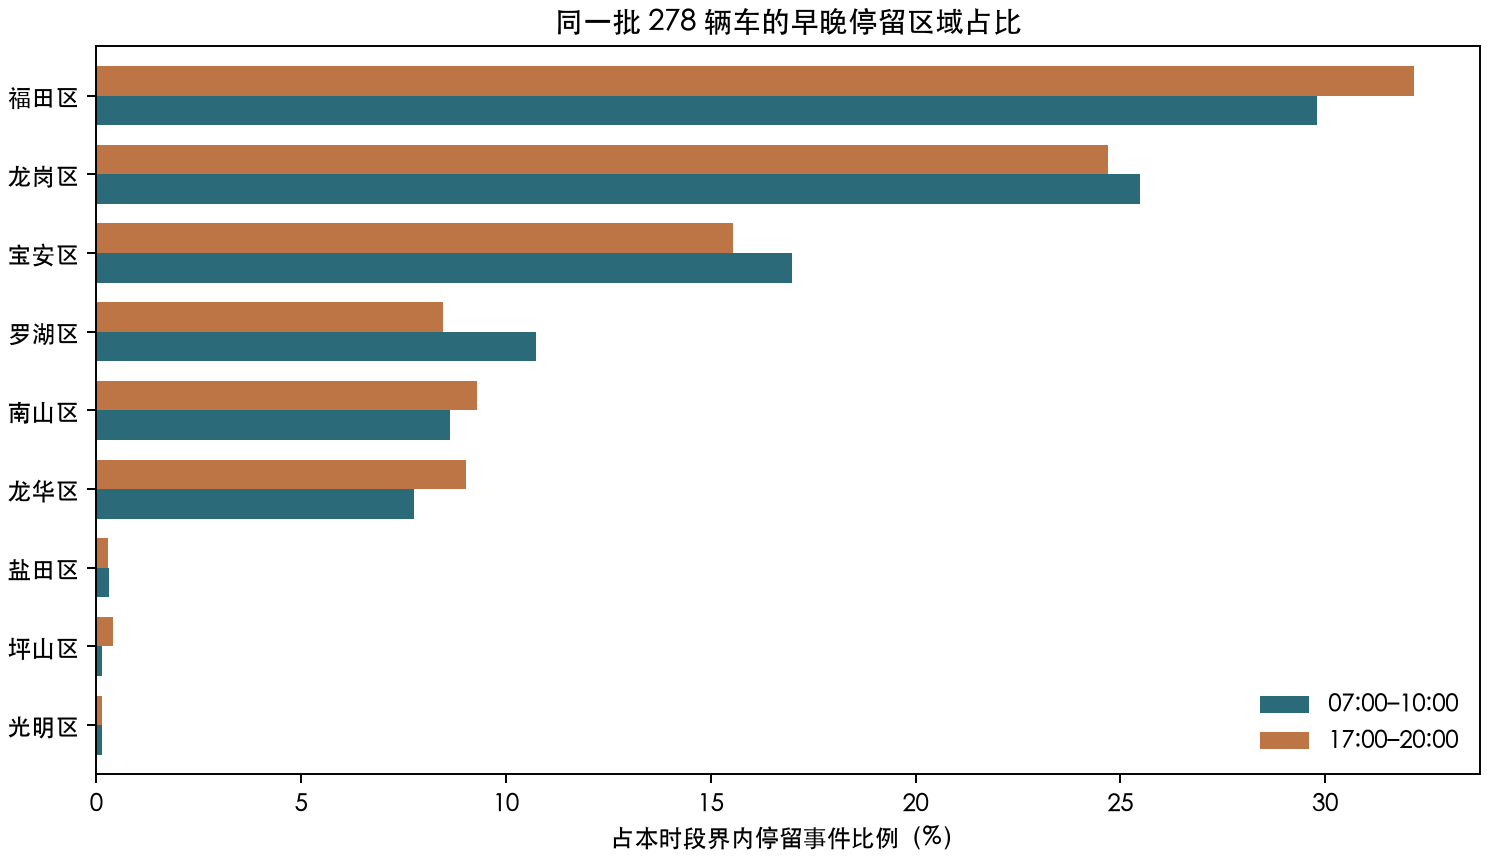 同一批 278 辆车的早晚停留区域占比
福田区
龙岗区
宝安区
罗湖区
南山区
龙华区
盐田区
坪山区
光明区
07:00–10:00
17:00–20:00
0 5 10 15 20 25 30
占本时段界内停留事件比例 (%)